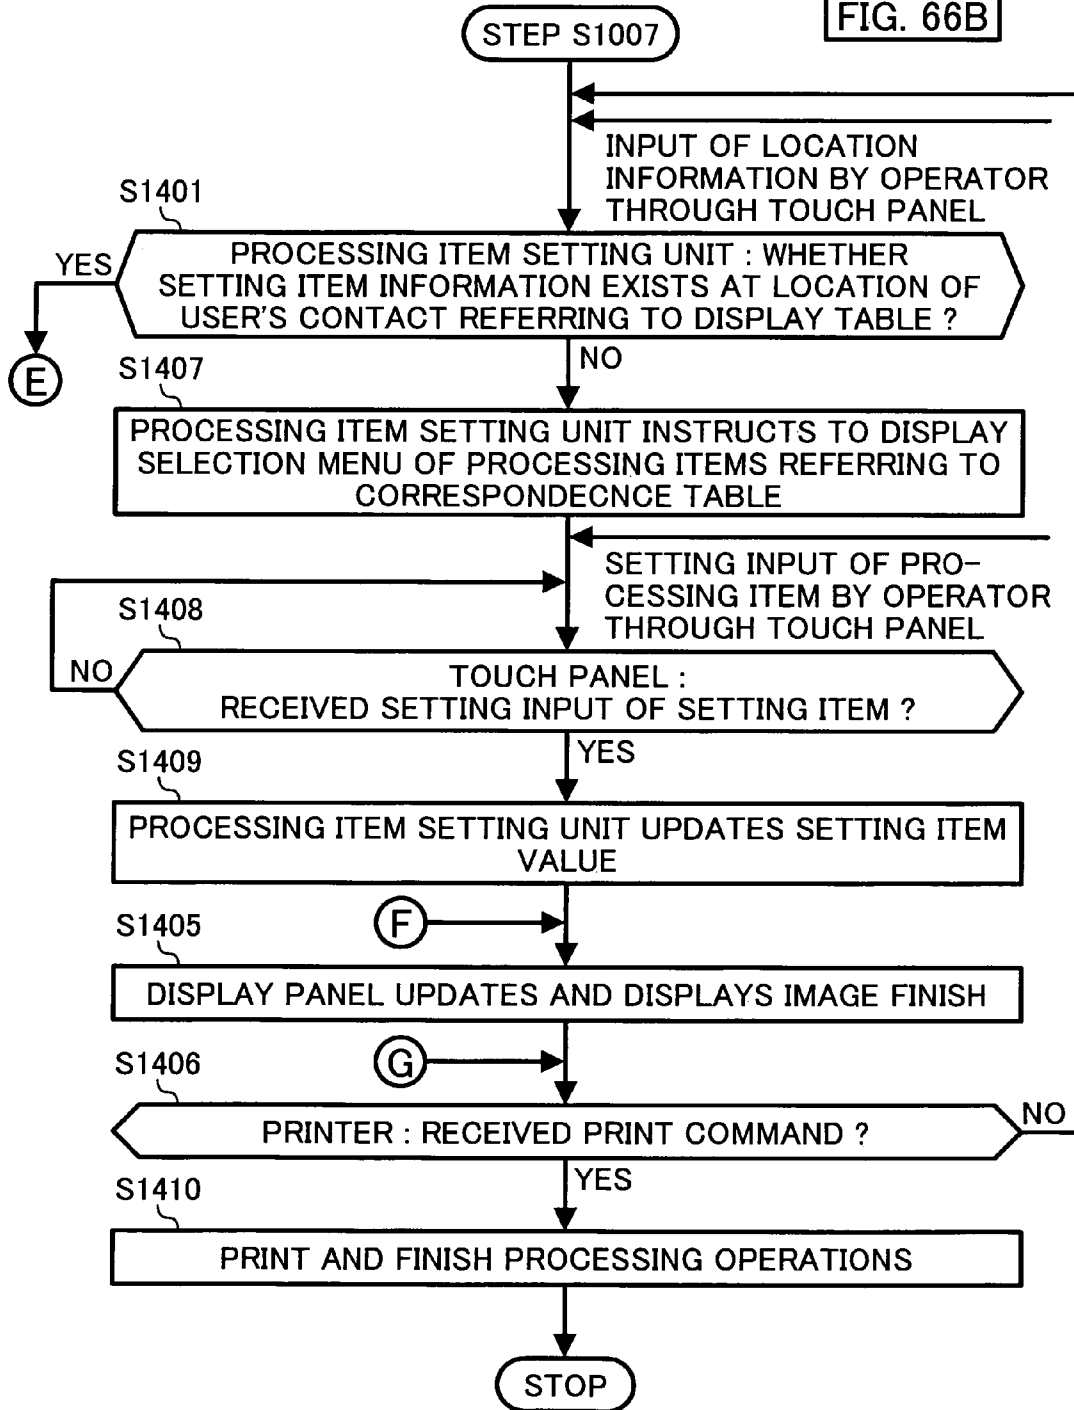 FIG. 66B
STEP S1007
INPUT OF LOCATION
INFORMATION BY OPERATOR
THROUGH TOUCH PANEL
S1401
PROCESSING ITEM SETTING UNIT : WHETHER
SETTING ITEM INFORMATION EXISTS AT LOCATION OF
USER'S CONTACT REFERRING TO DISPLAY TABLE ?
YES
E
NO
S1407
PROCESSING ITEM SETTING UNIT INSTRUCTS TO DISPLAY
SELECTION MENU OF PROCESSING ITEMS REFERRING TO
CORRESPONDECNCE TABLE
SETTING INPUT OF PRO-
CESSING ITEM BY OPERATOR
THROUGH TOUCH PANEL
S1408
NO
TOUCH PANEL :
RECEIVED SETTING INPUT OF SETTING ITEM ?
YES
S1409
PROCESSING ITEM SETTING UNIT UPDATES SETTING ITEM
VALUE
F
S1405
DISPLAY PANEL UPDATES AND DISPLAYS IMAGE FINISH
G
S1406
PRINTER : RECEIVED PRINT COMMAND ?
NO
YES
S1410
PRINT AND FINISH PROCESSING OPERATIONS
STOP